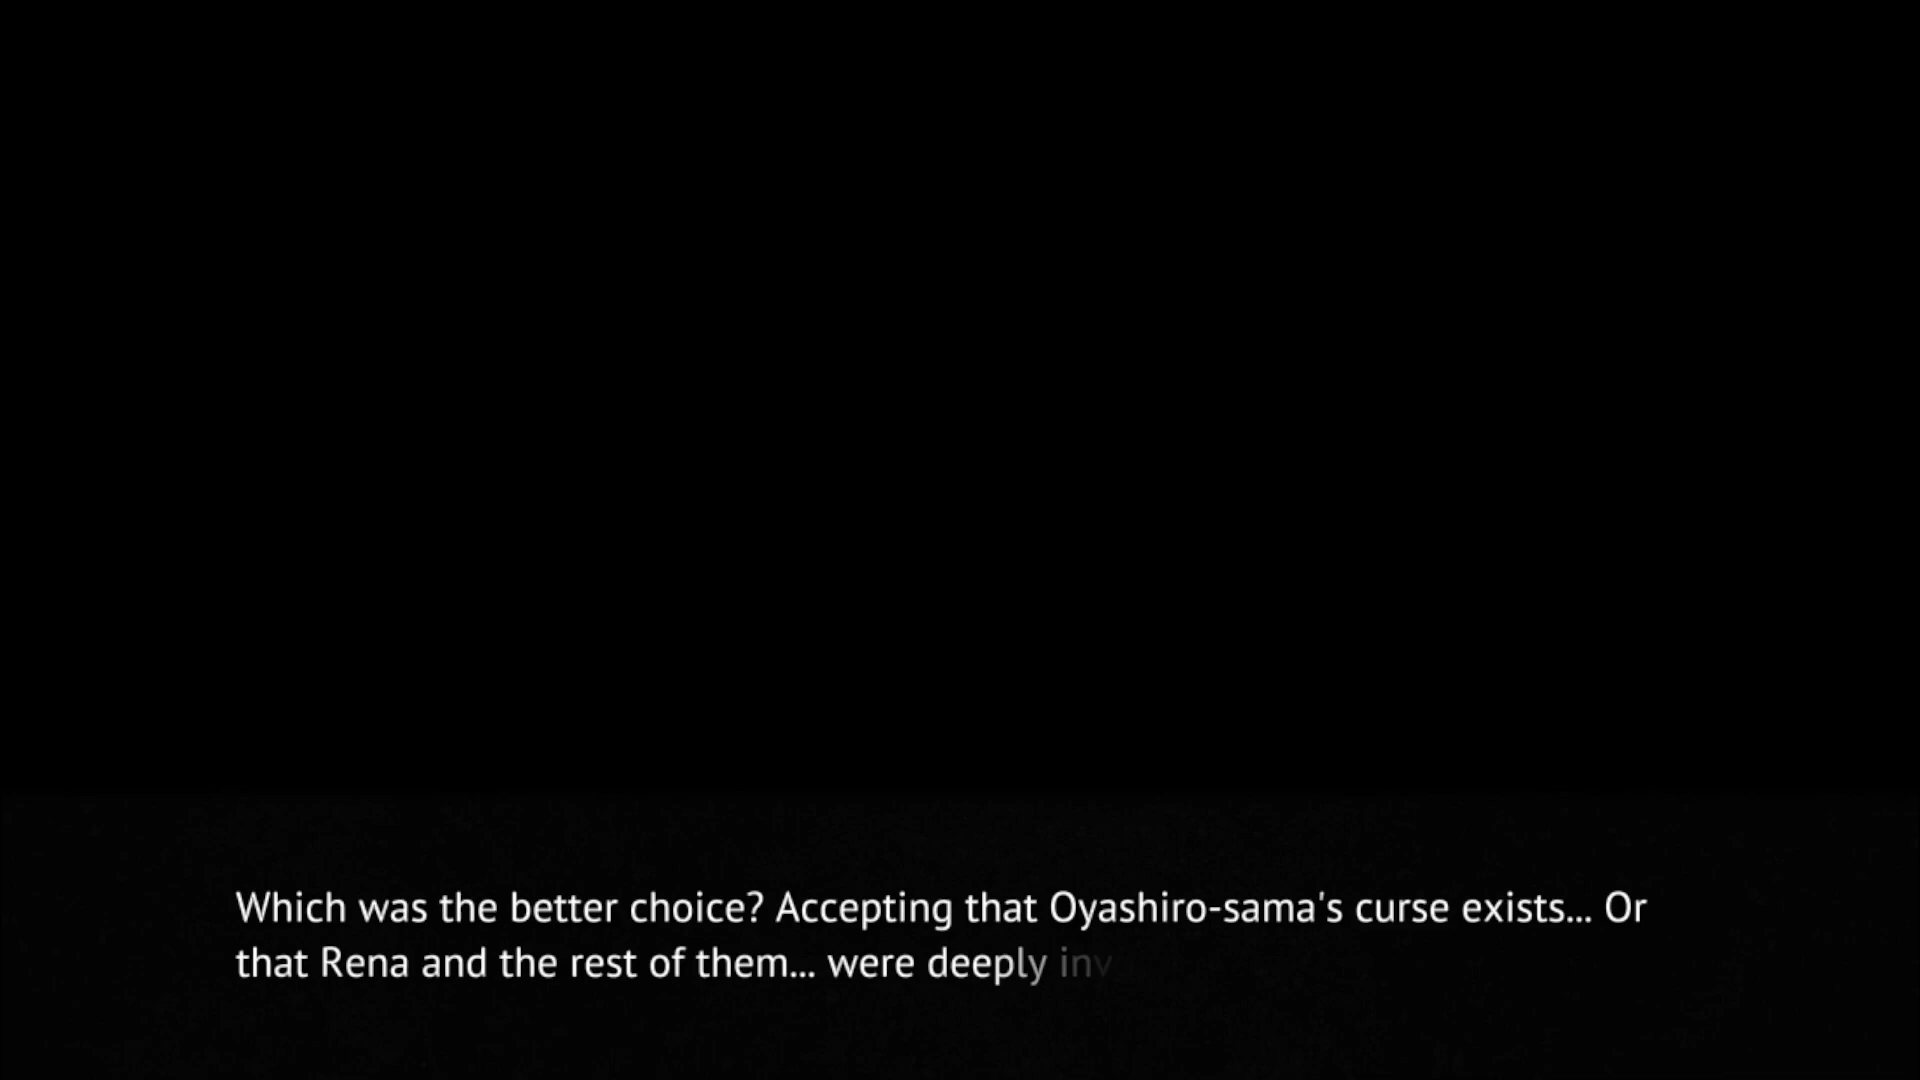 Which was the better choice? Accepting that Oyashiro-sama's curse exists... Or
that Rena and the rest of them... were deeply inv